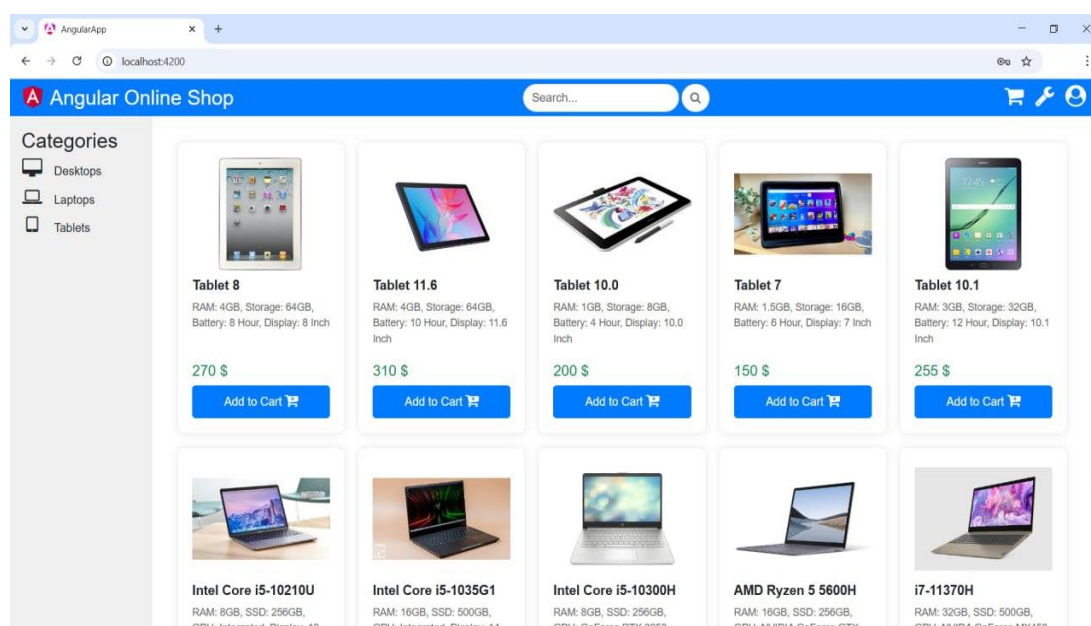 AngularApp
localhost:4200
Angular Online Shop
Search...
Categories
Desktops
Laptops
Tablets
Tablet 8
RAM: 4GB, Storage: 64GB,
Battery: 8 Hour, Display: 8 Inch
270 $
Add to Cart
Tablet 11.6
RAM: 4GB, Storage: 64GB,
Battery: 10 Hour, Display: 11.6
Inch
310 $
Add to Cart
Tablet 10.0
RAM: 1GB, Storage: 8GB,
Battery: 4 Hour, Display: 10.0
Inch
200 $
Add to Cart
Tablet 7
RAM: 1.5GB, Storage: 16GB,
Battery: 6 Hour, Display: 7 Inch
150 $
Add to Cart
Tablet 10.1
RAM: 3GB, Storage: 32GB,
Battery: 12 Hour, Display: 10.1
Inch
255 $
Add to Cart
Intel Core i5-10210U
RAM: 8GB, SSD: 256GB,
Intel Core i5-1035G1
RAM: 16GB, SSD: 500GB,
Intel Core i5-10300H
RAM: 8GB, SSD: 256GB,
AMD Ryzen 5 5600H
RAM: 16GB, SSD: 256GB,
i7-11370H
RAM: 32GB, SSD: 500GB,